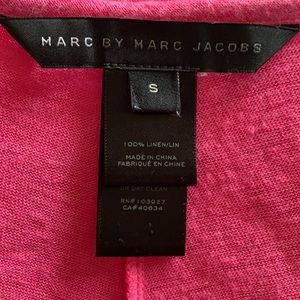 MARC BY MARC JACOBS
S
100% LINEN/LIN
MADE IN CHINA
FABRIQUÉ EN CHINE
OR DRY CLEAN
RN# 103927
CA#40634